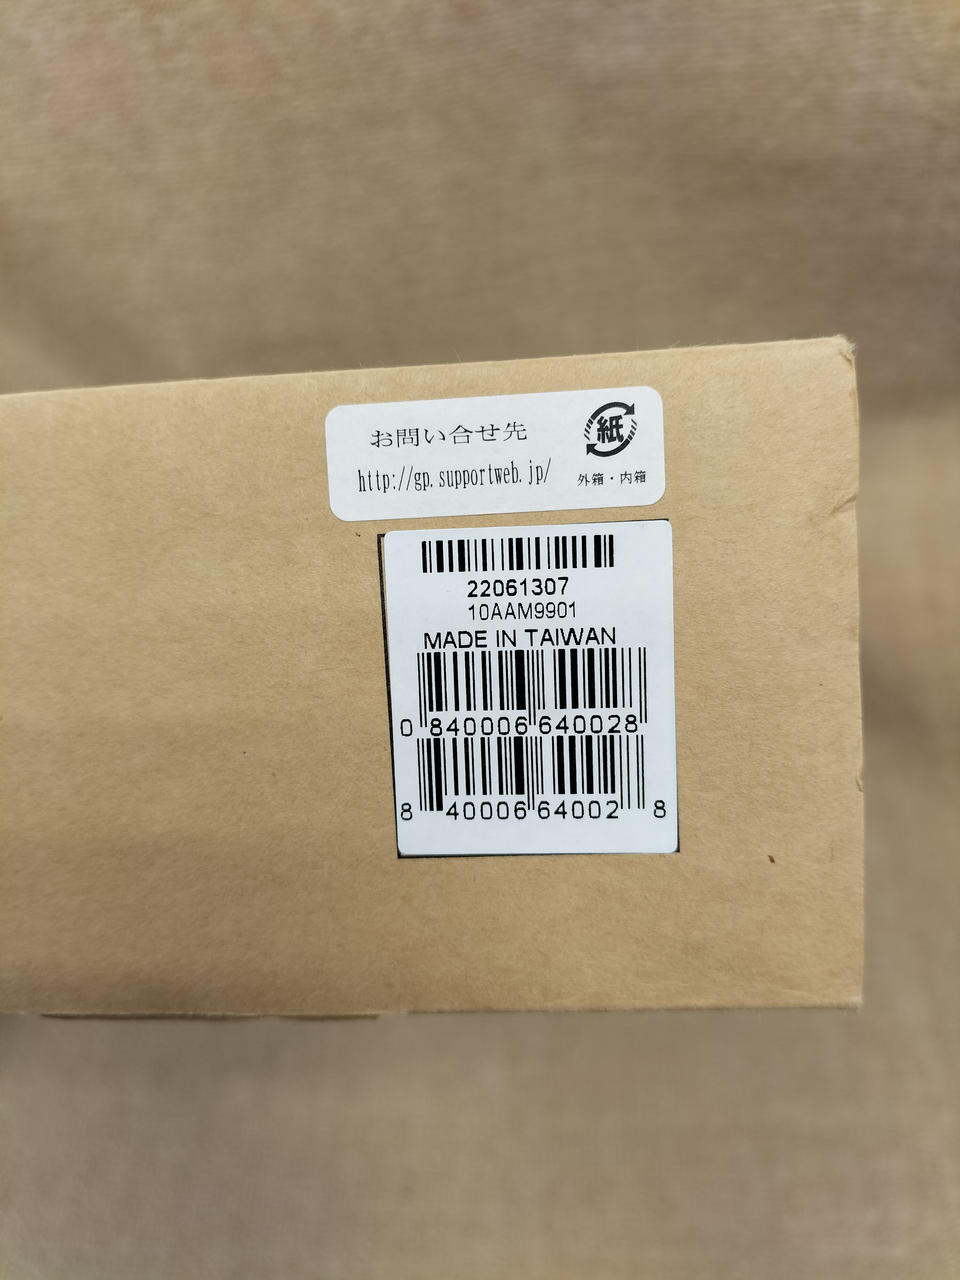 お問い合せ先
http://gp.supportweb.jp/
紙
外箱・内箱
22061307
10AAM9901
MADE IN TAIWAN
0 840006 640028
8 40006 64002 8